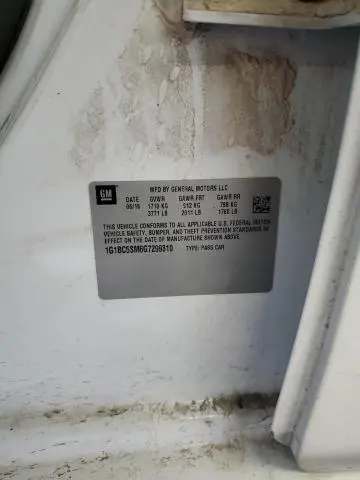 GM
MFD BY GENERAL MOTORS LLC
DATE GVWR GAWR FRT GAWR RR
05/16 1710 KG 912 KG 798 KG
3771 LB 2011 LB 1760 LB
THIS VEHICLE CONFORMS TO ALL APPLICABLE U.S. FEDERAL MOTOR
VEHICLE SAFETY, BUMPER, AND THEFT PREVENTION STANDARDS IN
EFFECT ON THE DATE OF MANUFACTURE SHOWN ABOVE.
1G1BC5SM6G7299310 TYPE: PASS CAR